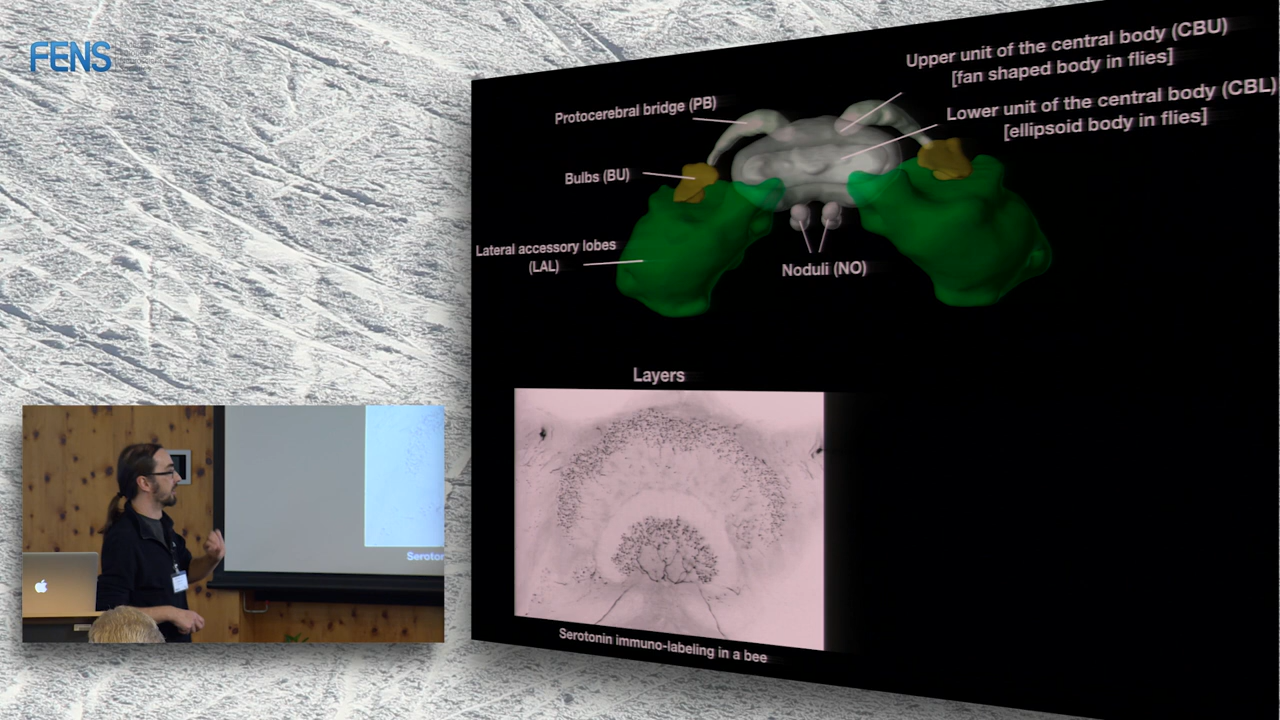 FENS
Upper unit of the central body (CBU)
[fan shaped body in flies]
Protocerebral bridge (PB)
Lower unit of the central body (CBL)
[ellipsoid body in flies]
Bulbs (BU)
Lateral accessory lobes
(LAL)
Noduli (NO)
Layers
Serotonin immuno-labeling in a bee
Seroton